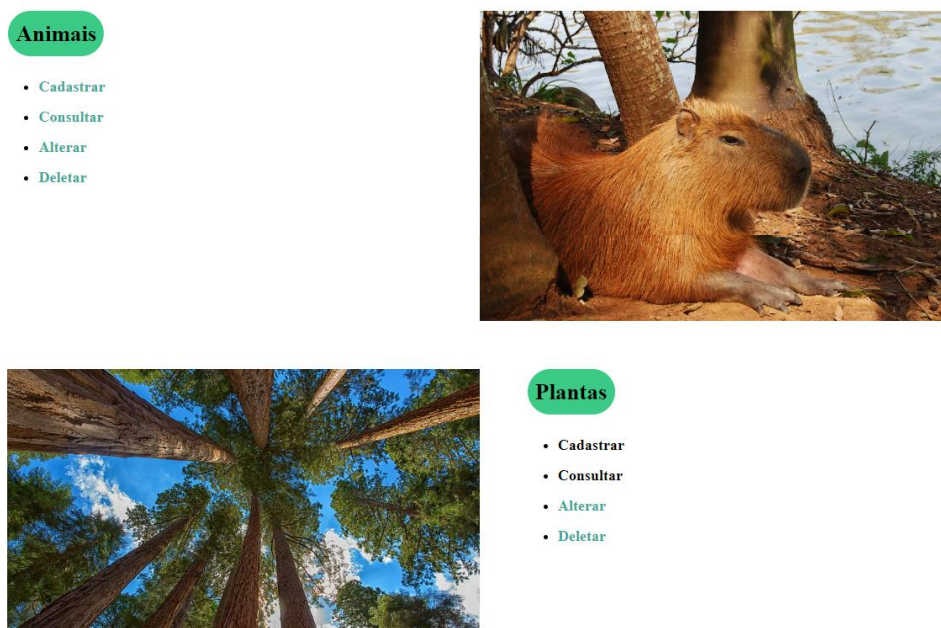 Animais
Cadastrar
Consultar
Alterar
Deletar
Plantas
Cadastrar
Consultar
Alterar
Deletar